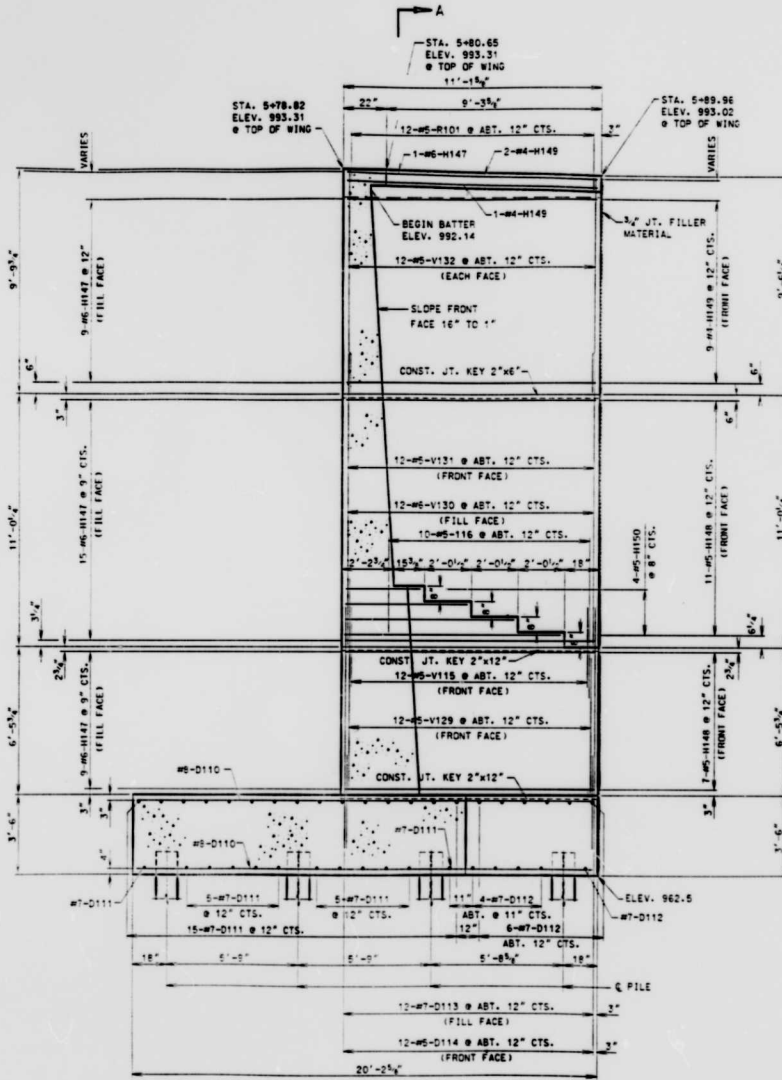 A
STA. 5+80.65
ELEV. 993.31
@ TOP OF WING
11'-1⅝"
STA. 5+78.82
ELEV. 993.31
@ TOP OF WING
22"
9'-3⅝"
STA. 5+89.96
ELEV. 993.02
@ TOP OF WING
12-#5-R101 @ ABT. 12" CTS.
3"
VARIES
1-#6-H147
2-#4-H149
VARIES
1-#4-H149
BEGIN BATTER
ELEV. 992.14
¾" JT. FILLER
MATERIAL
9'-9¾"
9-#6-H147 @ 12"
(FILL FACE)
12-#5-V132 @ ABT. 12" CTS.
(EACH FACE)
9-#4-H149 @ 12" CTS.
(FRONT FACE)
SLOPE FRONT
FACE 16" TO 1"
6"
CONST. JT. KEY 2"x6"
6"
3"
6"
11'-0¼"
15-#6-H147 @ 9" CTS.
(FILL FACE)
12-#5-V131 @ ABT. 12" CTS.
(FRONT FACE)
12-#6-V130 @ ABT. 12" CTS.
(FILL FACE)
10-#5-116 @ ABT. 12" CTS.
11-#5-H148 @ 12" CTS.
(FRONT FACE)
4-#5-H150
@ 8" CTS.
2'-2¾"
15⅜"
2'-0½"
2'-0½"
2'-0½"
18"
8"
8"
8"
3¼"
6¼"
CONST. JT. KEY 2"x12"
2¾"
2¾"
12-#5-V115 @ ABT. 12" CTS.
(FRONT FACE)
6'-5¾"
9-#6-H147 @ 9" CTS.
(FILL FACE)
12-#5-V129 @ ABT. 12" CTS.
(FRONT FACE)
7-#5-H148 @ 12" CTS.
(FRONT FACE)
6'-5¾"
CONST. JT. KEY 2"x12"
#8-D110
3"
3"
3"
3'-6"
#8-D110
#7-D111
3'-6"
4"
#7-D111
5-#7-D111
@ 12" CTS.
5-#7-D111
@ 12" CTS.
11"
4-#7-D112
ABT. @ 11" CTS.
ELEV. 962.5
#7-D112
15-#7-D111 @ 12" CTS.
12"
6-#7-D112
ABT. 12" CTS.
18"
5'-9"
5'-9"
5'-8⅝"
18"
℄ PILE
12-#7-D113 @ ABT. 12" CTS.
(FILL FACE)
3"
12-#5-D114 @ ABT. 12" CTS.
(FRONT FACE)
3"
20'-2⅝"